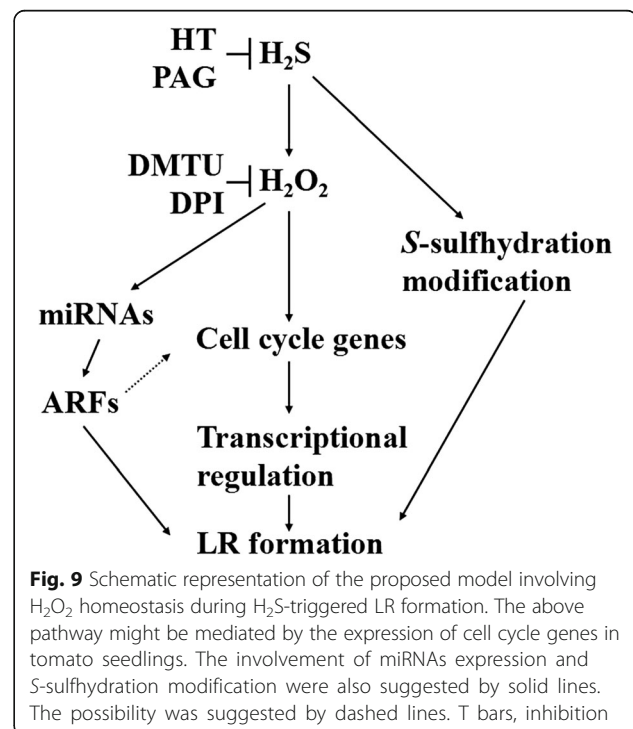 HT
PAG
H₂S
DMTU
DPI
H₂O₂
S-sulfhydration
modification
miRNAs
Cell cycle genes
ARFs
Transcriptional
regulation
LR formation
Fig. 9 Schematic representation of the proposed model involving
H₂O₂ homeostasis during H₂S-triggered LR formation. The above
pathway might be mediated by the expression of cell cycle genes in
tomato seedlings. The involvement of miRNAs expression and
S-sulfhydration modification were also suggested by solid lines.
The possibility was suggested by dashed lines. T bars, inhibition